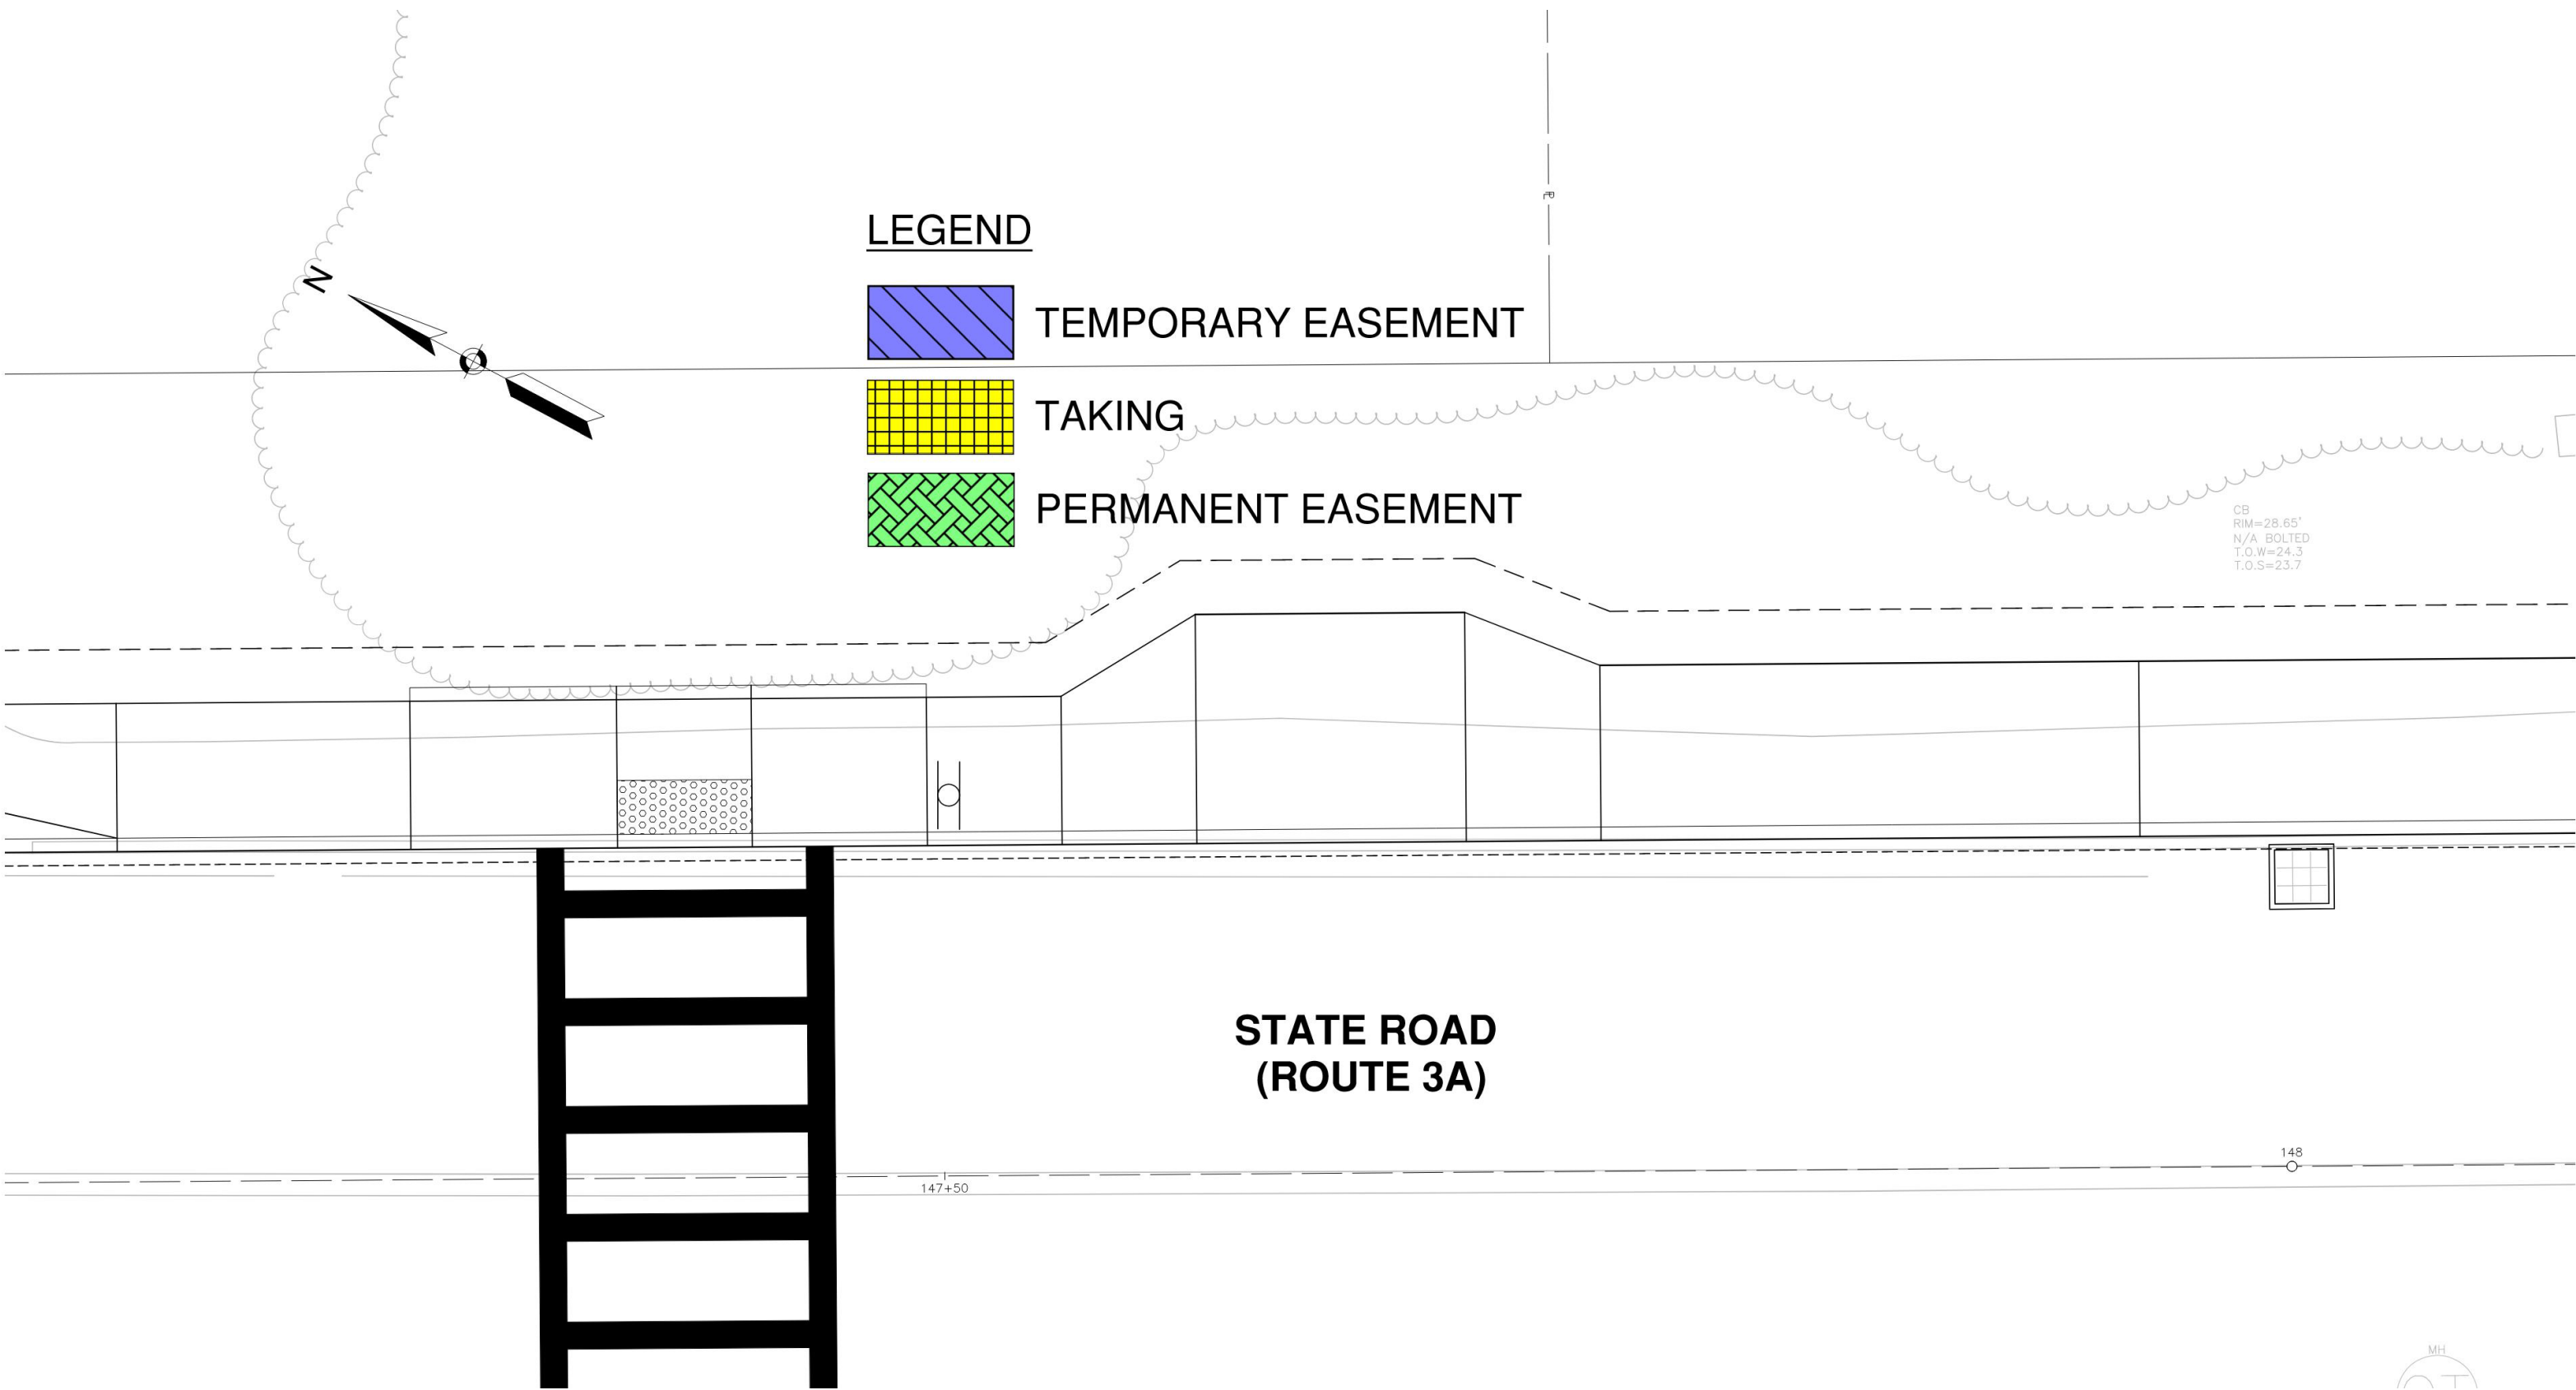 N
PL
LEGEND
TEMPORARY EASEMENT
TAKING
PERMANENT EASEMENT
CB
RIM=28.65'
N/A BOLTED
T.O.W=24.3
T.O.S=23.7
STATE ROAD
(ROUTE 3A)
148
147+50
MH